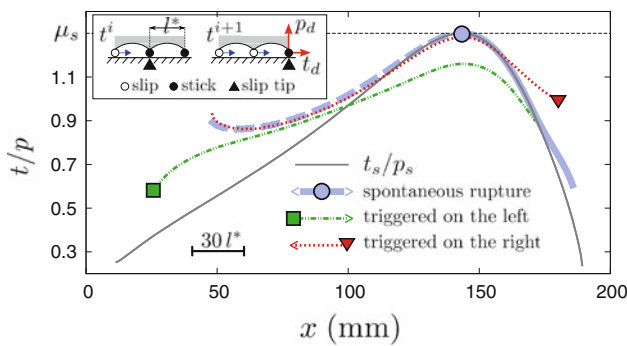 μ_s
1.1
0.9
0.7
0.5
0.3
t/p
t^i
l*
t^{i+1}
p_d
t_d
slip
stick
slip tip
t_s/p_s
spontaneous rupture
triggered on the left
triggered on the right
30 l*
0
50
100
150
200
x (mm)